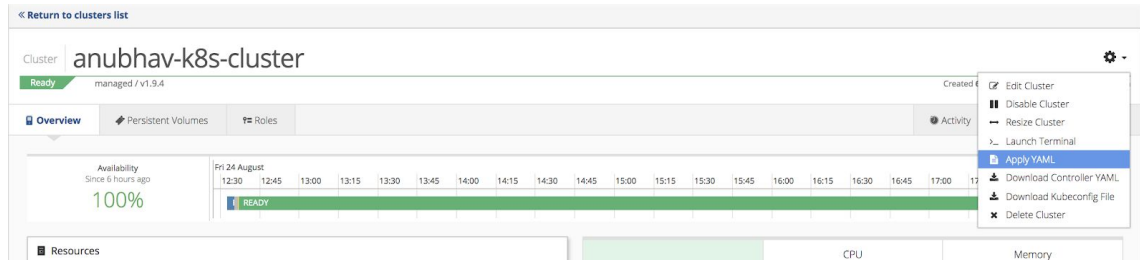 « Return to clusters list
Cluster anubhav-k8s-cluster
Ready managed / v1.9.4 Created
Edit Cluster
Disable Cluster
Resize Cluster
>_ Launch Terminal
Apply YAML
Download Controller YAML
Download Kubeconfig File
Delete Cluster
Overview Persistent Volumes Roles Activity
Availability
Since 6 hours ago
100%
Fri 24 August
12:30 12:45 13:00 13:15 13:30 13:45 14:00 14:15 14:30 14:45 15:00 15:15 15:30 15:45 16:00 16:15 16:30 16:45 17:00
READY
Resources
CPU Memory